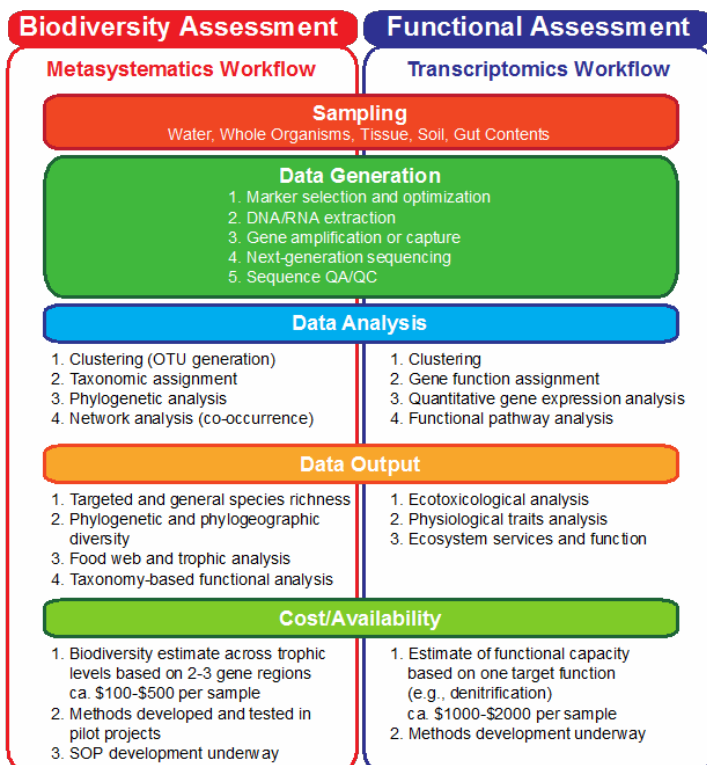 Biodiversity Assessment
Functional Assessment
Metasystematics Workflow
Transcriptomics Workflow
Sampling
Water, Whole Organisms, Tissue, Soil, Gut Contents
Data Generation
1. Marker selection and optimization
2. DNA/RNA extraction
3. Gene amplification or capture
4. Next-generation sequencing
5. Sequence QA/QC
Data Analysis
1. Clustering (OTU generation)
2. Taxonomic assignment
3. Phylogenetic analysis
4. Network analysis (co-occurrence)
1. Clustering
2. Gene function assignment
3. Quantitative gene expression analysis
4. Functional pathway analysis
Data Output
1. Targeted and general species richness
2. Phylogenetic and phylogeographic
diversity
3. Food web and trophic analysis
4. Taxonomy-based functional analysis
1. Ecotoxicological analysis
2. Physiological traits analysis
3. Ecosystem services and function
Cost/Availability
1. Biodiversity estimate across trophic
levels based on 2-3 gene regions
ca. $100-$500 per sample
2. Methods developed and tested in
pilot projects
3. SOP development underway
1. Estimate of functional capacity
based on one target function
(e.g., denitrification)
ca. $1000-$2000 per sample
2. Methods development underway